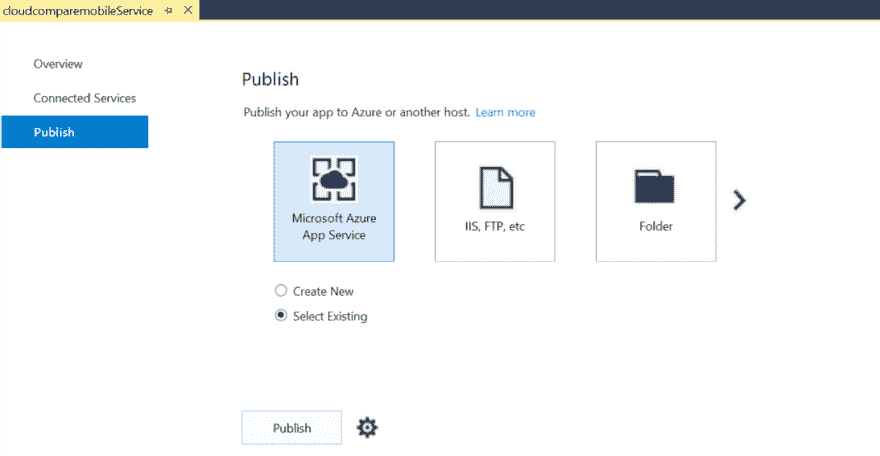 cloudcomparemobileService
Overview
Connected Services
Publish
Publish
Publish your app to Azure or another host. Learn more
Microsoft Azure
App Service
IIS, FTP, etc
Folder
Create New
Select Existing
Publish